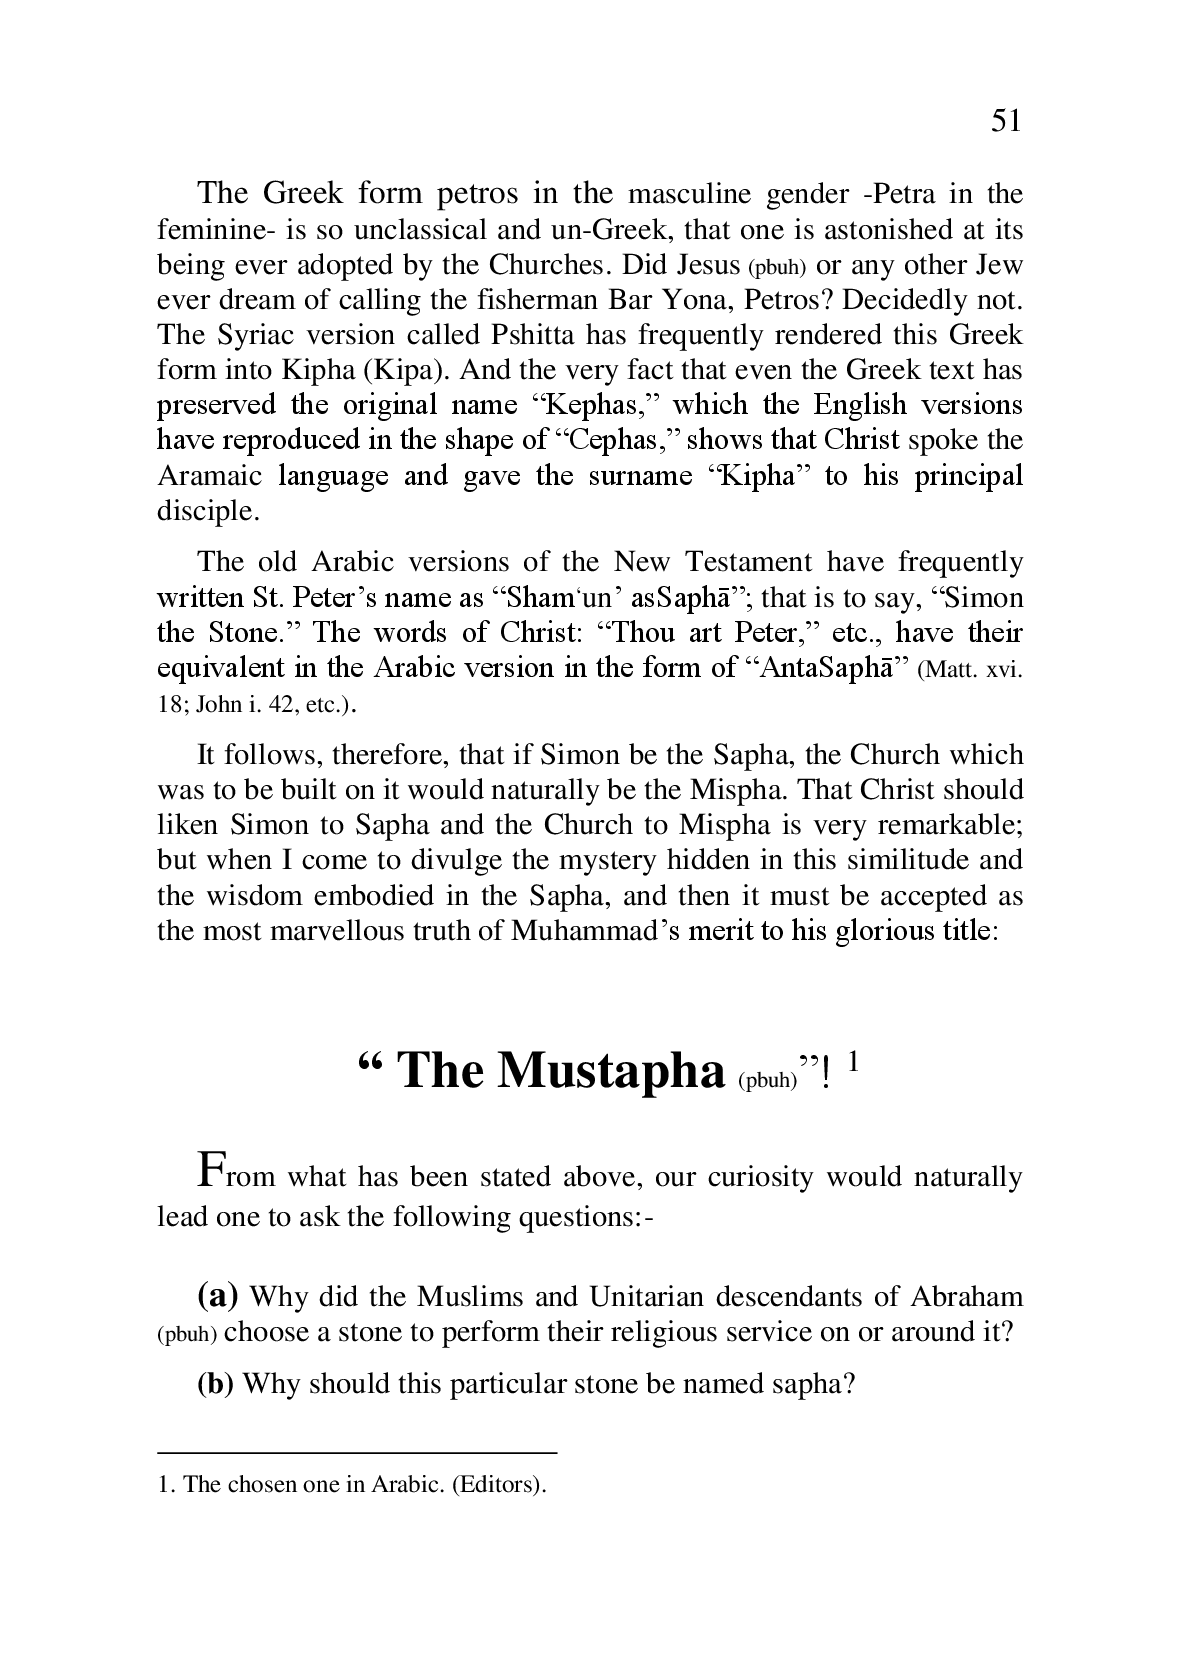 51
The Greek form petros in the masculine gender -Petra in the
feminine- is so unclassical and un-Greek, that one is astonished at its
being ever adopted by the Churches. Did Jesus (pbuh) or any other Jew
ever dream of calling the fisherman Bar Yona, Petros? Decidedly not.
The Syriac version called Pshitta has frequently rendered this Greek
form into Kipha (Kipa). And the very fact that even the Greek text has
preserved the original name “Kephas,” which the English versions
have reproduced in the shape of “Cephas,” shows that Christ spoke the
Aramaic language and gave the surname “Kipha” to his principal
disciple.
The old Arabic versions of the New Testament have frequently
written St. Peter’s name as “Sham‘un’ asSaphā”; that is to say, “Simon
the Stone.” The words of Christ: “Thou art Peter,” etc., have their
equivalent in the Arabic version in the form of “AntaSaphā” (Matt. xvi.
18; John i. 42, etc.).
It follows, therefore, that if Simon be the Sapha, the Church which
was to be built on it would naturally be the Mispha. That Christ should
liken Simon to Sapha and the Church to Mispha is very remarkable;
but when I come to divulge the mystery hidden in this similitude and
the wisdom embodied in the Sapha, and then it must be accepted as
the most marvellous truth of Muhammad’s merit to his glorious title:
“ The Mustapha (pbuh)”! 1
From what has been stated above, our curiosity would naturally
lead one to ask the following questions:-
(a) Why did the Muslims and Unitarian descendants of Abraham
(pbuh) choose a stone to perform their religious service on or around it?
(b) Why should this particular stone be named sapha?
1. The chosen one in Arabic. (Editors).